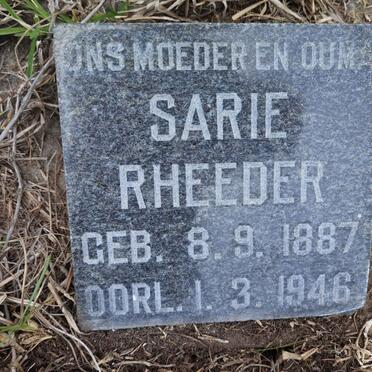 ONS MOEDER EN OUMA
SARIE
RHEEDER
GEB. 8.9. 1887
OORL. 1. 3. 1946